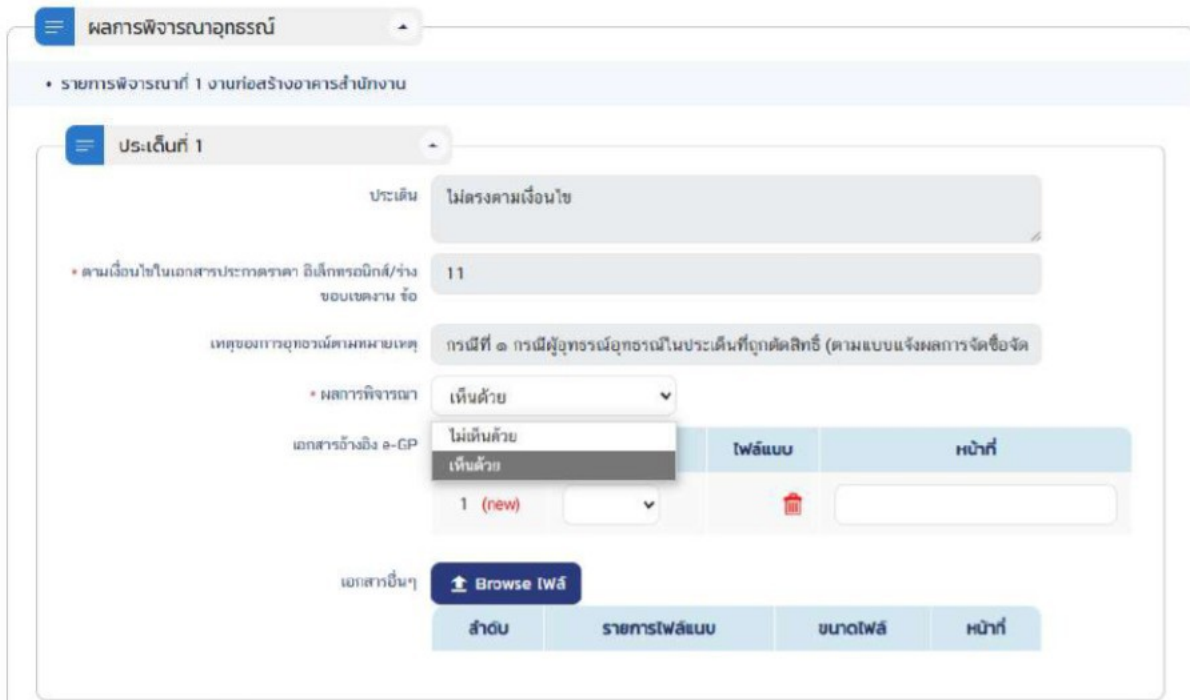 ผลการพิจารณาอุทธรณ์
• รายการพิจารณาที่ 1 งานก่อสร้างอาคารสำนักงาน
ประเด็นที่ 1
ประเด็น
ไม่ตรงตามเงื่อนไข
* ตามเงื่อนไขในเอกสารประกวดราคา อิเล็กทรอนิกส์/ร่าง
ขอบเขตงาน ข้อ
11
เหตุของการอุทธรณ์ตามหมายเหตุ
กรณีที่ ๑ กรณีผู้อุทธรณ์อุทธรณ์ในประเด็นที่ถูกตัดสิทธิ์ (ตามแบบแจ้งผลการจัดซื้อจัด
* ผลการพิจารณา
เห็นด้วย
ไม่เห็นด้วย
เห็นด้วย
เอกสารอ้างอิง e-GP
ไฟล์แนบ หน้าที่
1 (new)
เอกสารอื่นๆ
Browse ไฟล์
ลำดับ รายการไฟล์แนบ ขนาดไฟล์ หน้าที่